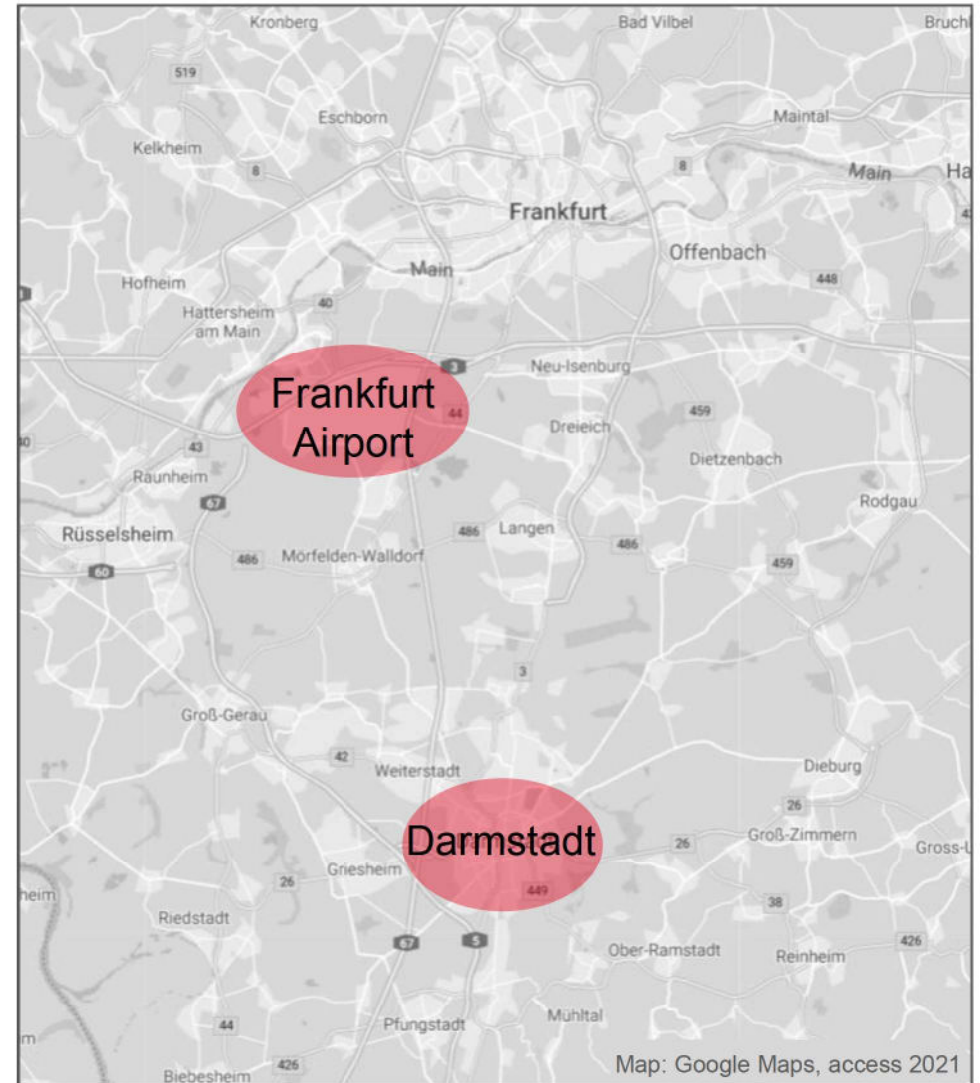 Kronberg
Bad Vilbel
Bruchl
519
Eschborn
Maintal
Kelkheim
8
8
Main
Ha
Frankfurt
Offenbach
Main
Hofheim
448
40
Hattersheim
am Main
3
Neu-Isenburg
Frankfurt
Airport
44
459
Dreieich
43
Dietzenbach
Raunheim
67
Rodgau
Rüsselsheim
486
Langen
486
486
Mörfelden-Walldorf
459
60
3
Groß-Gerau
42
Weiterstadt
Dieburg
26
Darmstadt
26
Groß-Zimmern
Gross-U
Griesheim
26
449
heim
38
Riedstadt
67
5
Ober-Ramstadt
426
Reinheim
44
Pfungstadt
Mühltal
426
Biebesheim
Map: Google Maps, access 2021